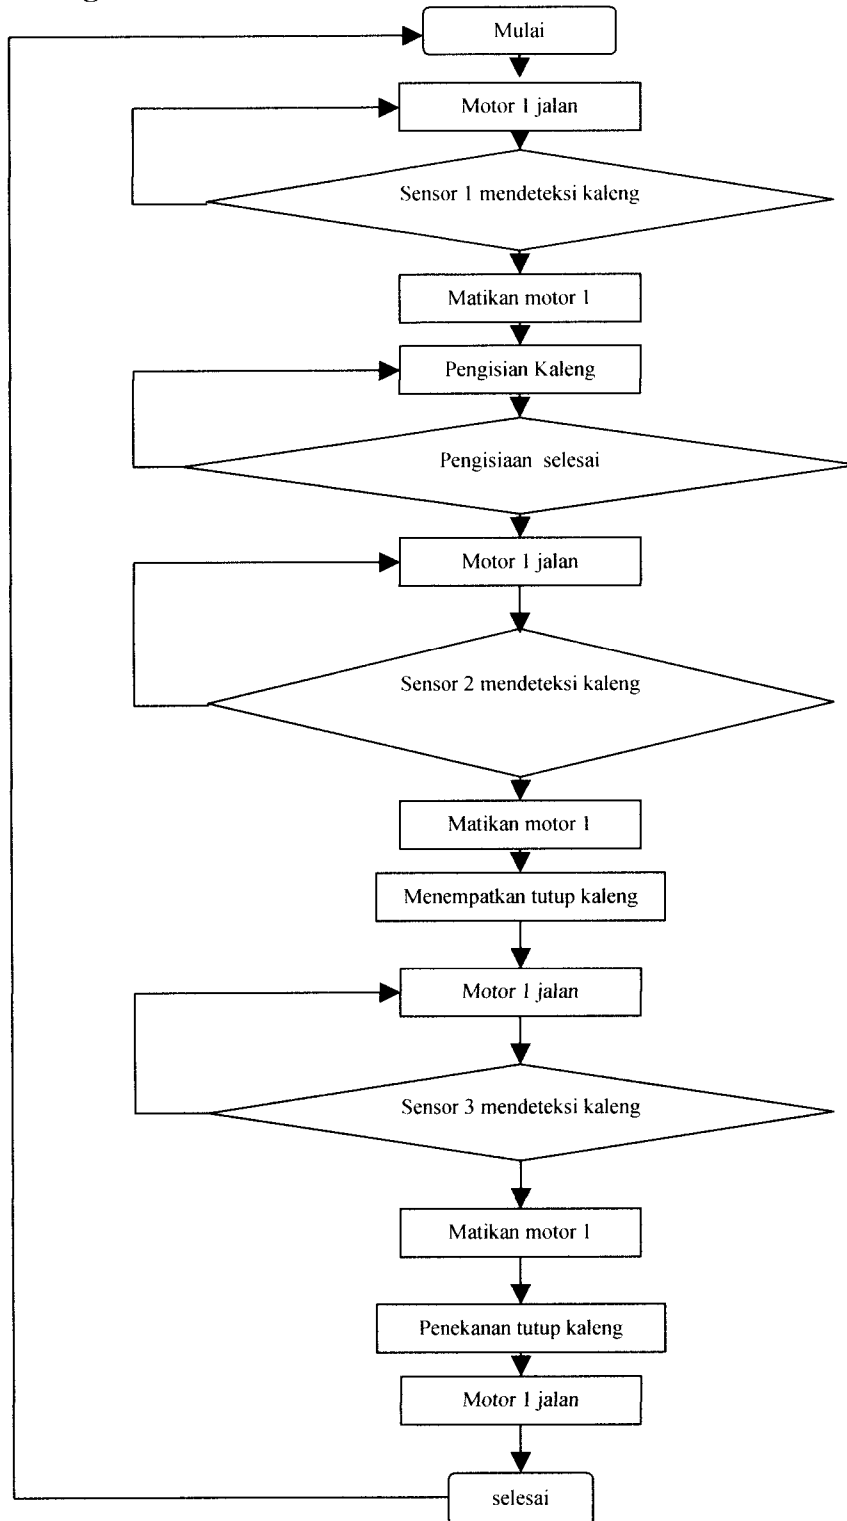 Mulai
Motor 1 jalan
Sensor 1 mendeteksi kaleng
Matikan motor 1
Pengisian Kaleng
Pengisiaan selesai
Motor 1 jalan
Sensor 2 mendeteksi kaleng
Matikan motor 1
Menempatkan tutup kaleng
Motor 1 jalan
Sensor 3 mendeteksi kaleng
Matikan motor 1
Penekanan tutup kaleng
Motor 1 jalan
selesai